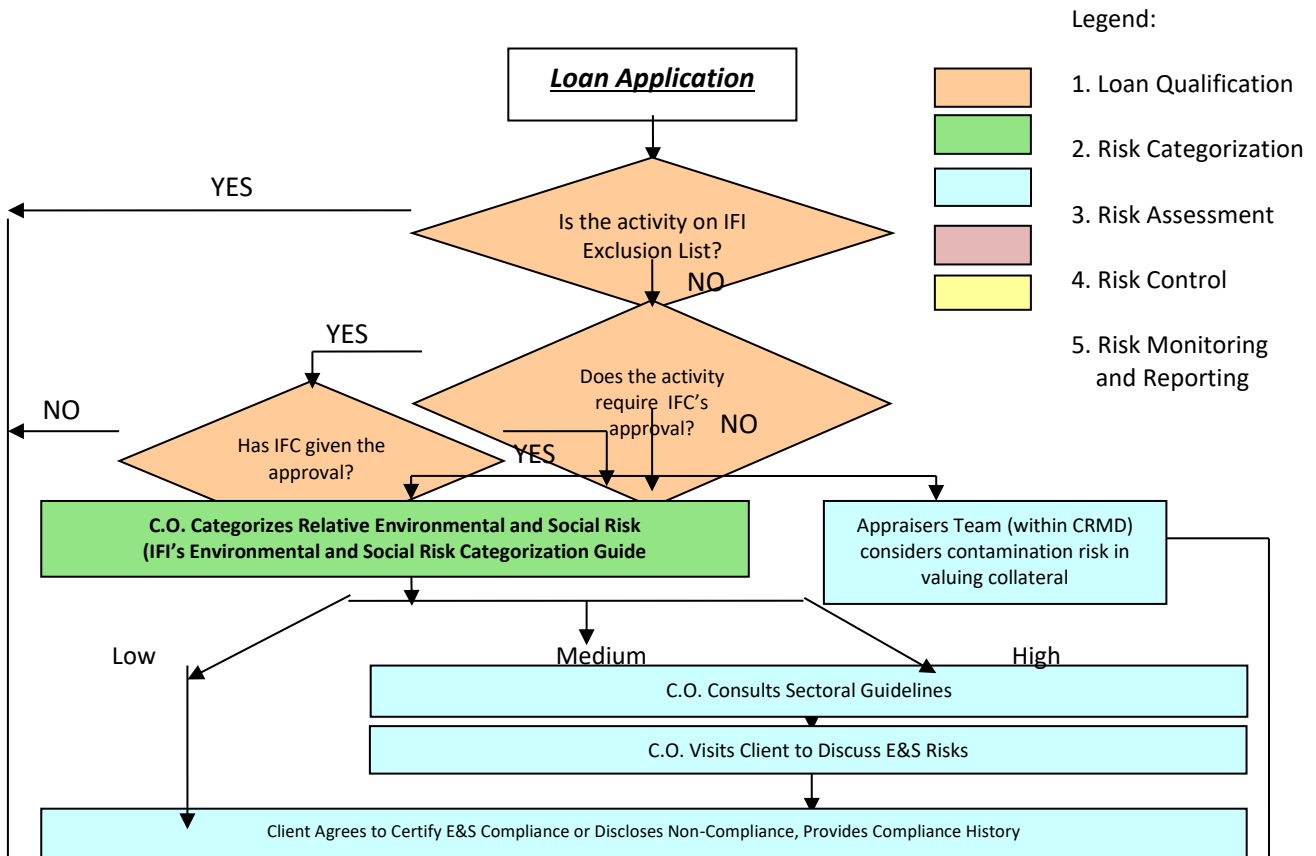 Legend:
Loan Application
1. Loan Qualification
2. Risk Categorization
YES
3. Risk Assessment
Is the activity on IFI
Exclusion List?
NO
4. Risk Control
YES
5. Risk Monitoring
and Reporting
Does the activity
require IFC's
approval?
NO
NO
Has IFC given the
approval?
YES
C.O. Categorizes Relative Environmental and Social Risk
(IFI's Environmental and Social Risk Categorization Guide
Appraisers Team (within CRMD)
considers contamination risk in
valuing collateral
Low
Medium
High
C.O. Consults Sectoral Guidelines
C.O. Visits Client to Discuss E&S Risks
Client Agrees to Certify E&S Compliance or Discloses Non-Compliance, Provides Compliance History